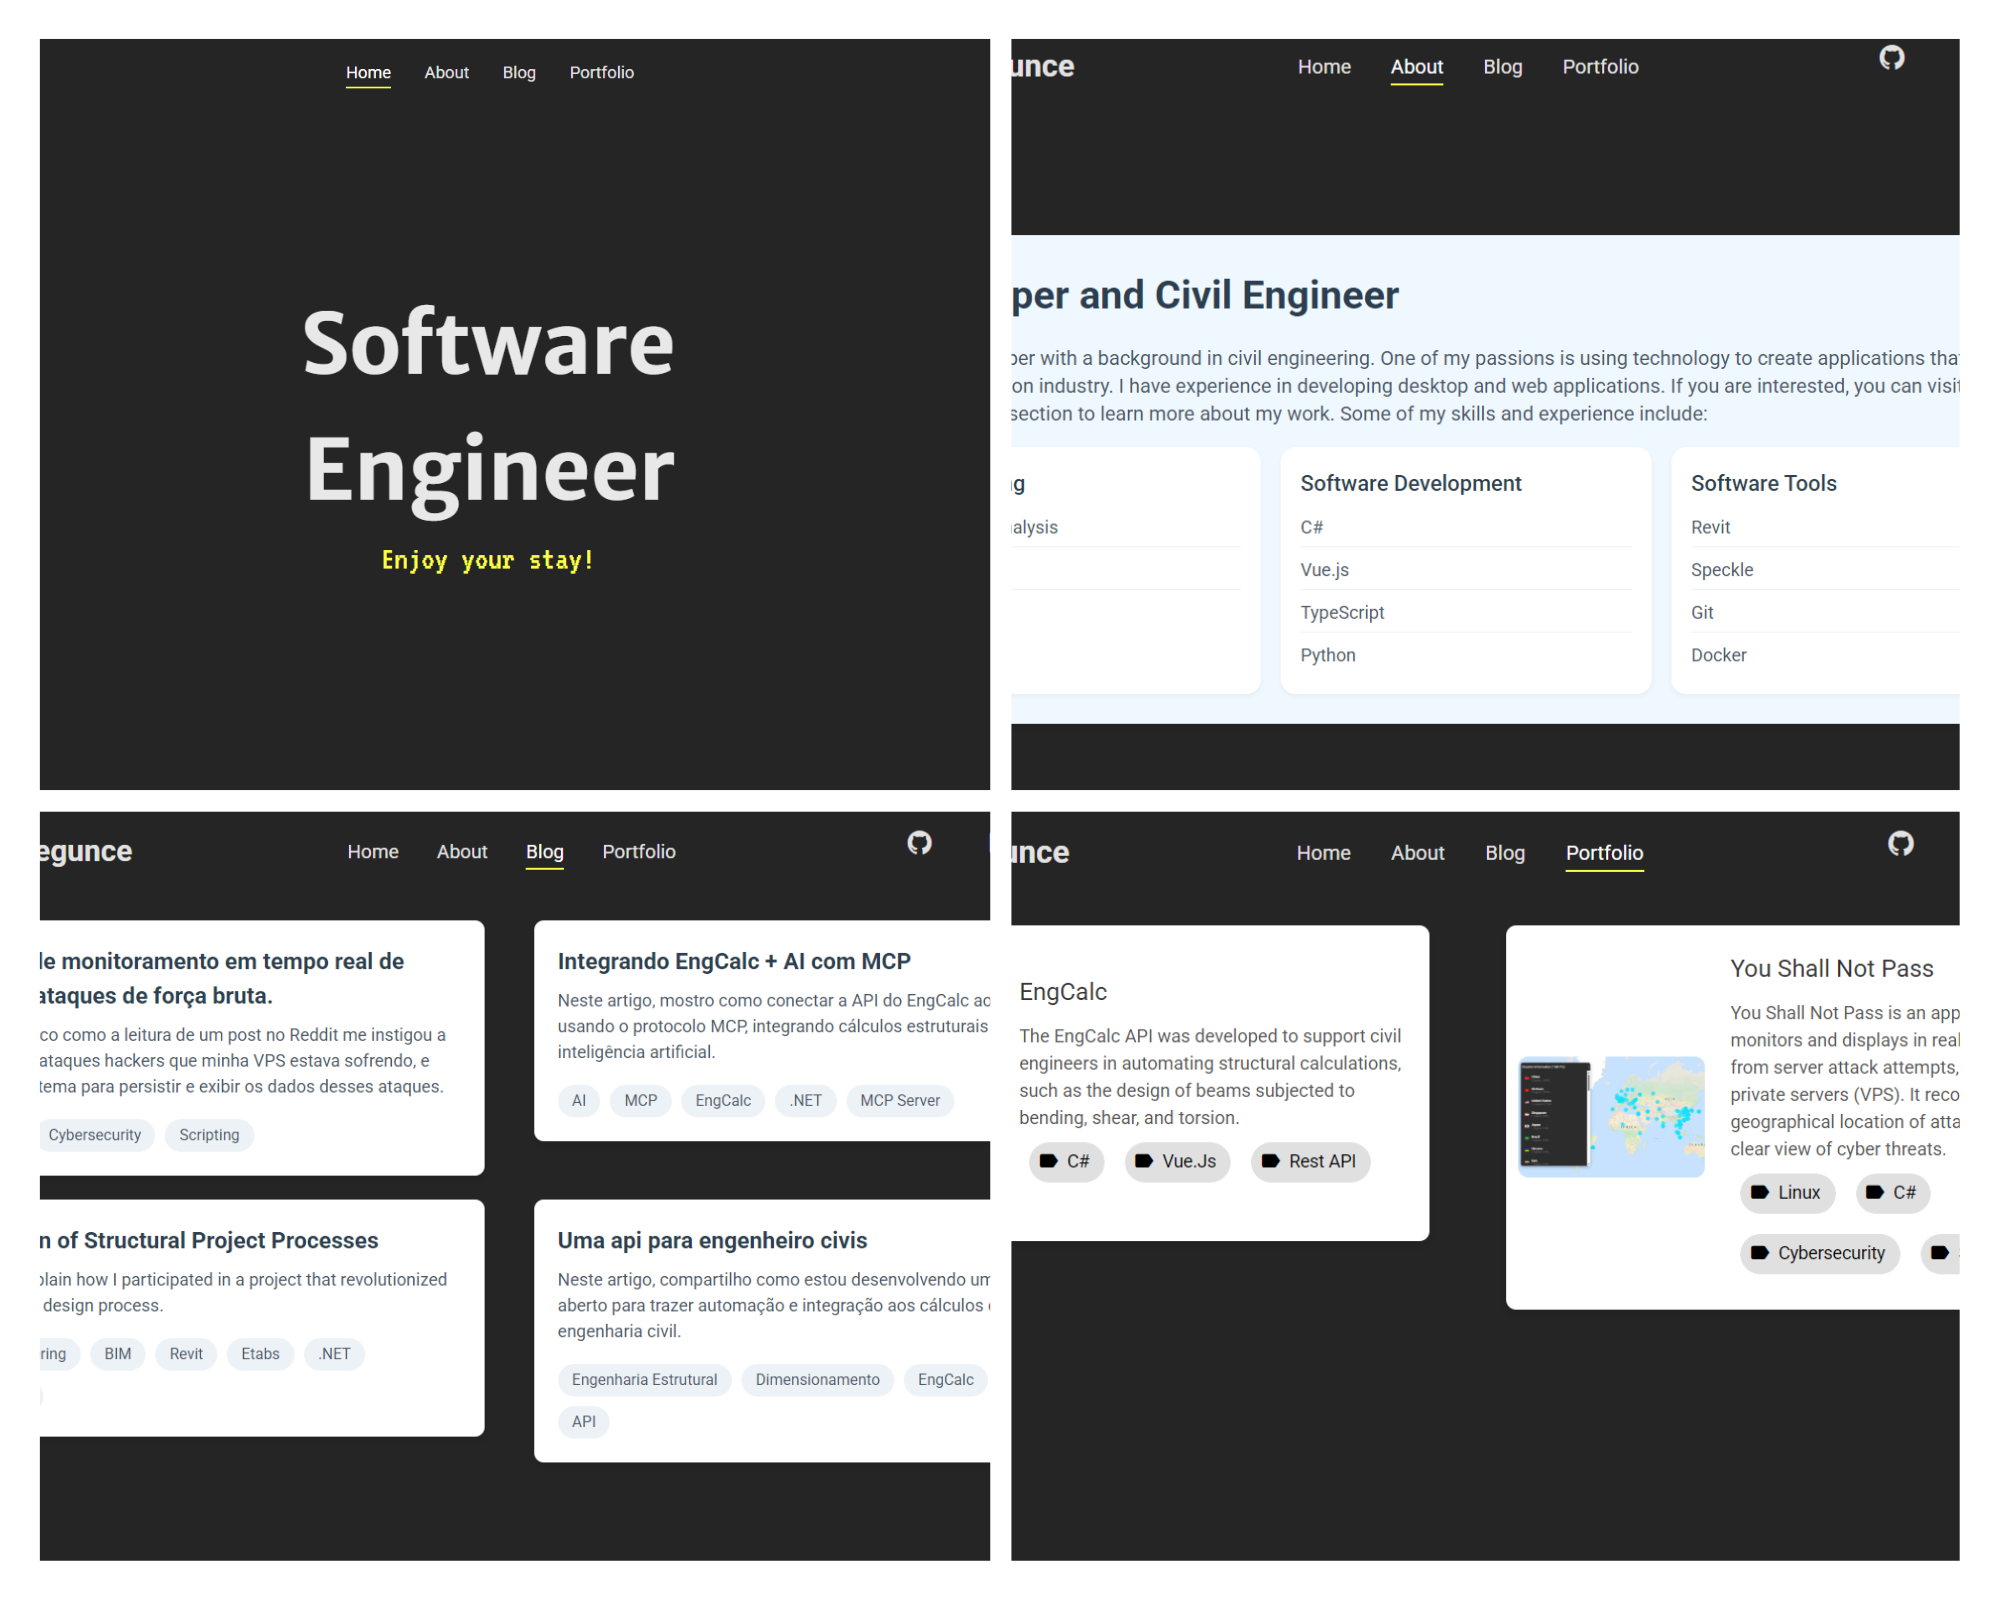 Home About Blog Portfolio
Software
Engineer
Enjoy your stay!
unce Home About Blog Portfolio
per and Civil Engineer
per with a background in civil engineering. One of my passions is using technology to create applications tha
on industry. I have experience in developing desktop and web applications. If you are interested, you can visit
section to learn more about my work. Some of my skills and experience include:
g
alysis
Software Development
C#
Vue.js
TypeScript
Python
Software Tools
Revit
Speckle
Git
Docker
egunce Home About Blog Portfolio
de monitoramento em tempo real de
ataques de força bruta.
co como a leitura de um post no Reddit me instigou a
ataques hackers que minha VPS estava sofrendo, e
tema para persistir e exibir os dados desses ataques.
Cybersecurity Scripting
Integrando EngCalc + AI com MCP
Neste artigo, mostro como conectar a API do EngCalc ao
usando o protocolo MCP, integrando cálculos estruturais
inteligência artificial.
AI MCP EngCalc .NET MCP Server
n of Structural Project Processes
plain how I participated in a project that revolutionized
design process.
ring BIM Revit Etabs .NET
Uma api para engenheiro civis
Neste artigo, compartilho como estou desenvolvendo um
aberto para trazer automação e integração aos cálculos
engenharia civil.
Engenharia Estrutural Dimensionamento EngCalc
API
unce Home About Blog Portfolio
EngCalc
The EngCalc API was developed to support civil
engineers in automating structural calculations,
such as the design of beams subjected to
bending, shear, and torsion.
C# Vue.Js Rest API
You Shall Not Pass
You Shall Not Pass is an app
monitors and displays in real
from server attack attempts,
private servers (VPS). It reco
geographical location of atta
clear view of cyber threats.
Linux C#
Cybersecurity